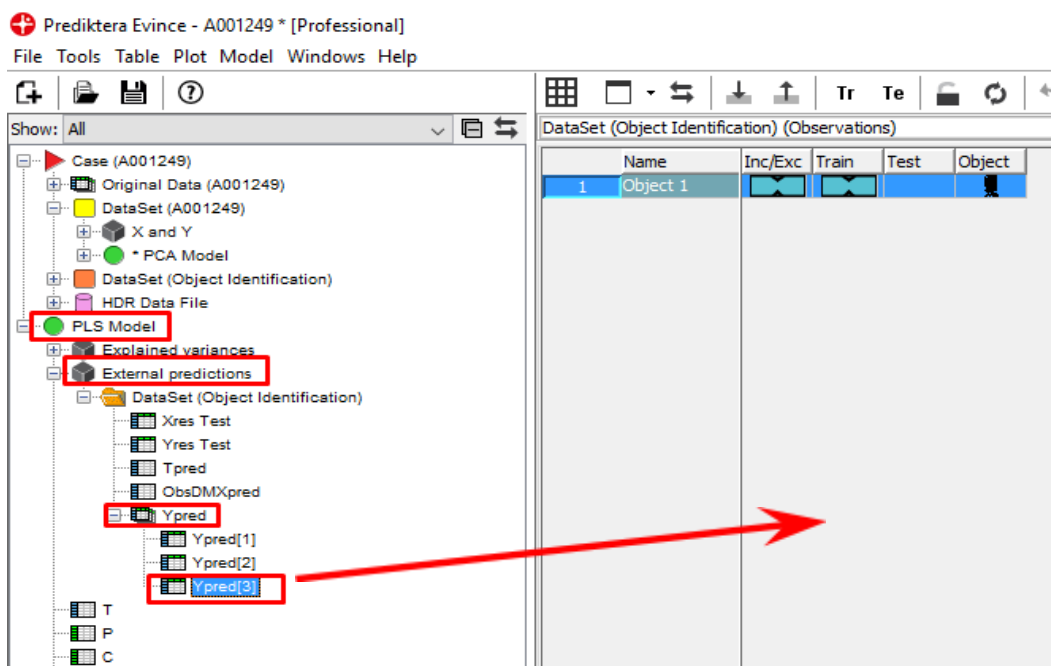 Prediktera Evince - A001249 * [Professional]
File Tools Table Plot Model Windows Help
Tr Te
Show: All
DataSet (Object Identification) (Observations)
Name Inc/Exc Train Test Object
1 Object 1
Case (A001249)
Original Data (A001249)
DataSet (A001249)
X and Y
* PCA Model
DataSet (Object Identification)
HDR Data File
PLS Model
Explained variances
External predictions
DataSet (Object Identification)
Xres Test
Yres Test
Tpred
ObsDMXpred
Ypred
Ypred[1]
Ypred[2]
Ypred[3]
T
P
C